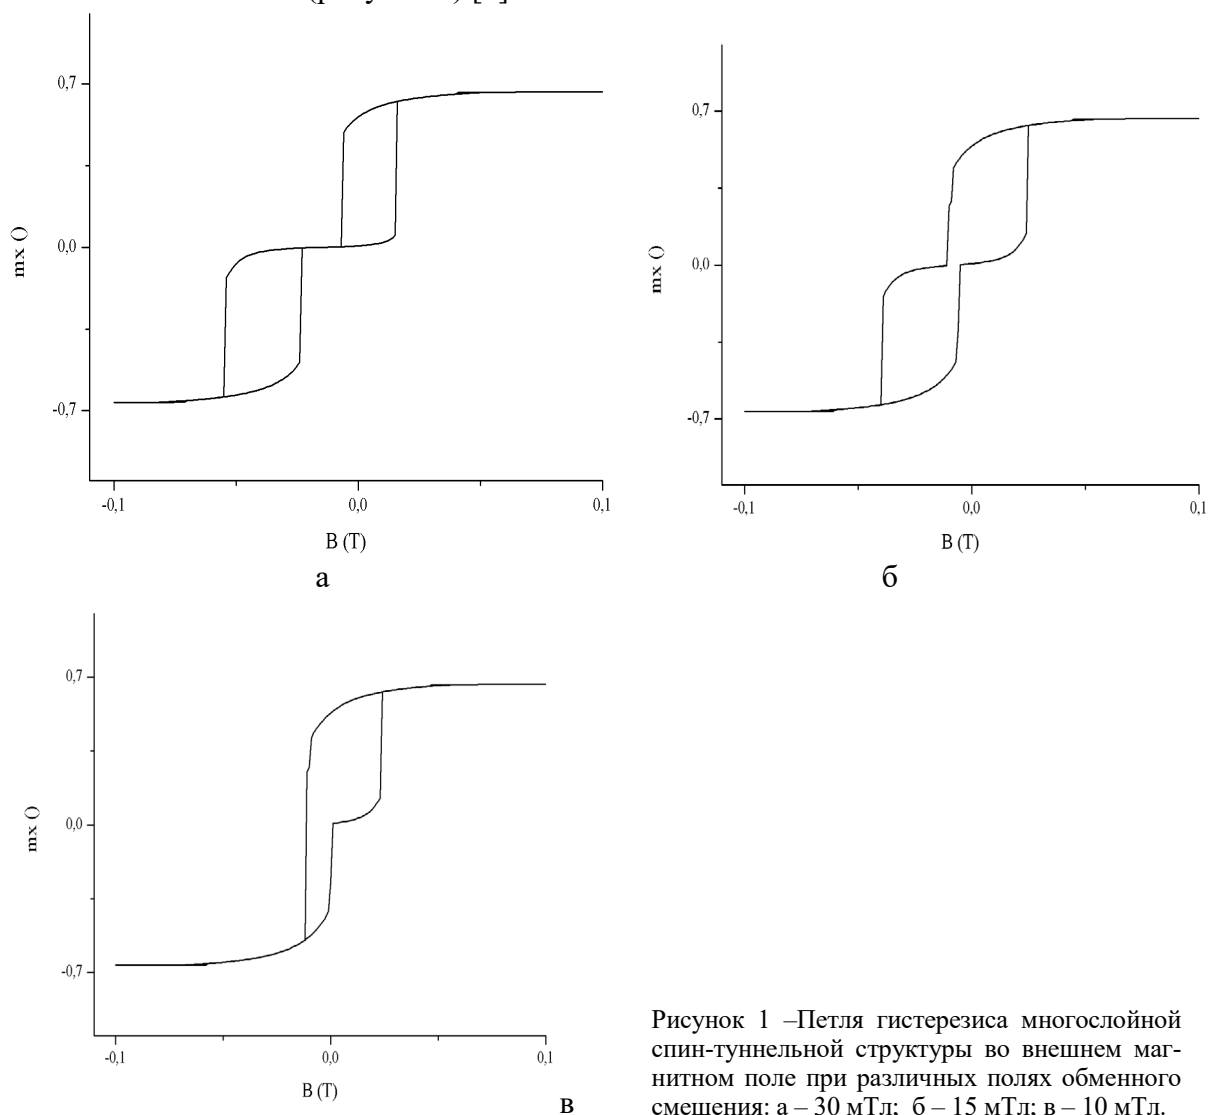 0,7
0,7
mx ()
0,0
mx ()
0,0
-0,7
-0,7
-0,1
0,0
0,1
-0,1
0,0
0,1
B (T)
B (T)
а
б
0,7
mx ()
0,0
-0,7
Рисунок 1 –Петля гистерезиса многослойной
спин-туннельной структуры во внешнем маг-
нитном поле при различных полях обменного
смещения: а – 30 мТл; б – 15 мТл; в – 10 мТл.
-0,1
0,0
0,1
B (T)
в